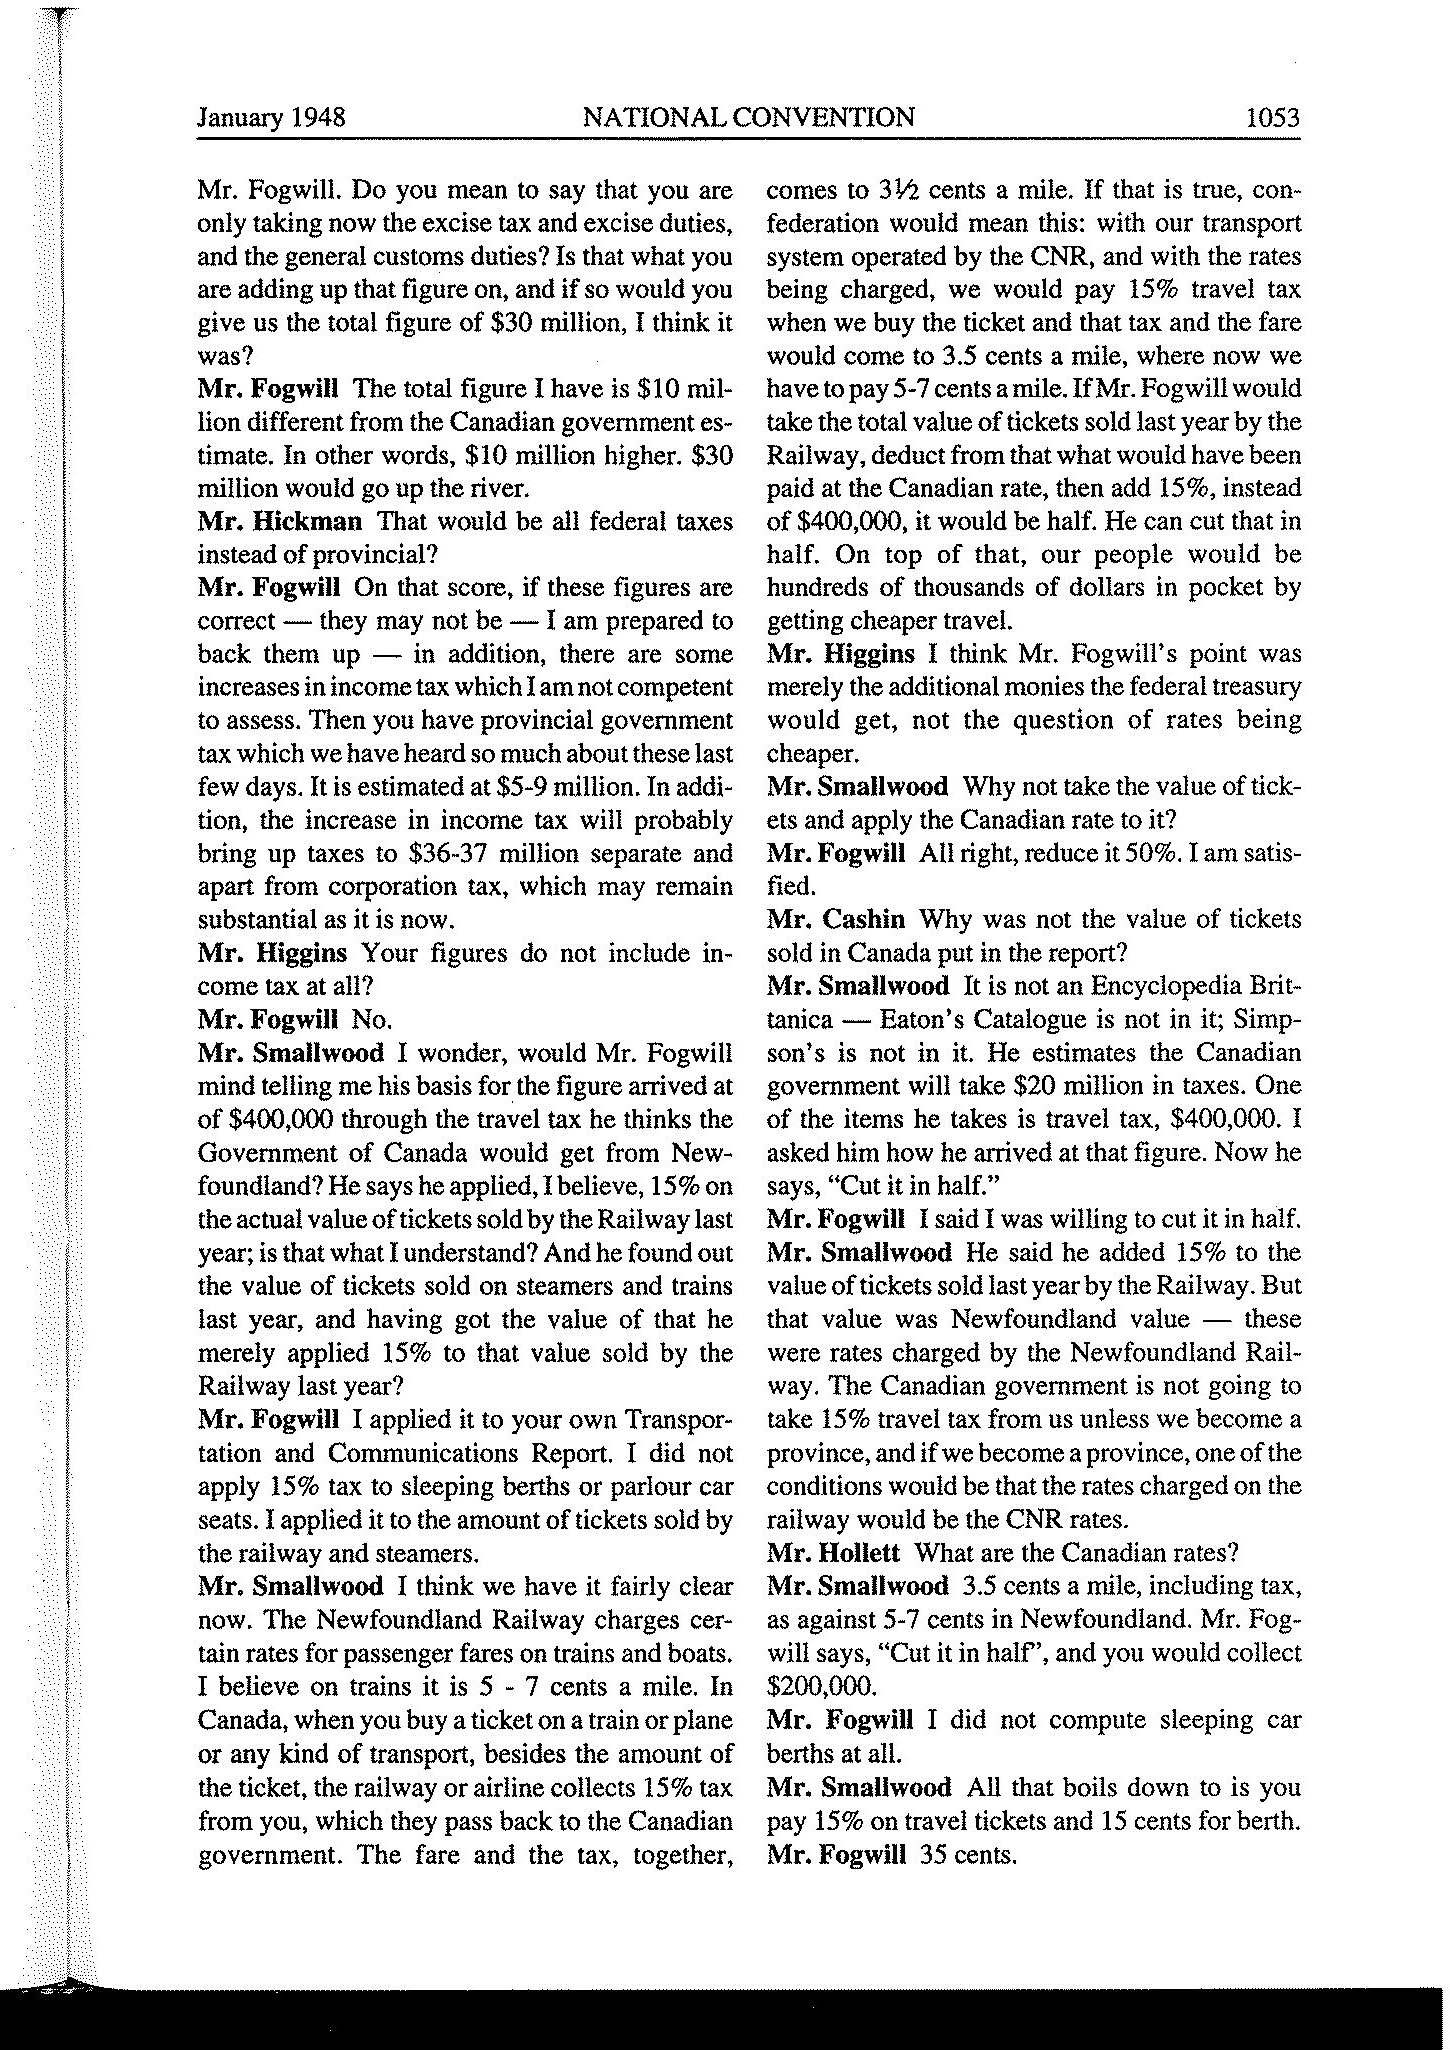 January 1948
NATIONAL CONVENTION
1053
Mr. Fogwill. Do you mean to say that you are
only taking now the excise tax and excise duties,
and the general customs duties? Is that what you
are adding up that figure on, and if so would you
give us the total figure of $30 million, I think it
was?
Mr. Fogwill The total figure I have is $10 mil-
lion different from the Canadian government es-
timate. In other words, $10 million higher. $30
million would go up the river.
Mr. Hickman That would be all federal taxes
instead of provincial?
Mr. Fogwill On that score, if these figures are
correct — they may not be — I am prepared to
back them up — in addition, there are some
increases in income tax which I am not competent
to assess. Then you have provincial government
tax which we have heard so much about these last
few days. It is estimated at $5-9 million. In addi-
tion, the increase in income tax will probably
bring up taxes to $36-37 million separate and
apart from corporation tax, which may remain
substantial as it is now.
Mr. Higgins Your figures do not include in-
come tax at all?
Mr. Fogwill No.
Mr. Smallwood I wonder, would Mr. Fogwill
mind telling me his basis for the figure arrived at
of $400,000 through the travel tax he thinks the
Government of Canada would get from New-
foundland? He says he applied, I believe, 15% on
the actual value of tickets sold by the Railway last
year; is that what I understand? And he found out
the value of tickets sold on steamers and trains
last year, and having got the value of that he
merely applied 15% to that value sold by the
Railway last year?
Mr. Fogwill I applied it to your own Transpor-
tation and Communications Report. I did not
apply 15% tax to sleeping berths or parlour car
seats. I applied it to the amount of tickets sold by
the railway and steamers.
Mr. Smallwood I think we have it fairly clear
now. The Newfoundland Railway charges cer-
tain rates for passenger fares on trains and boats.
I believe on trains it is 5 - 7 cents a mile. In
Canada, when you buy a ticket on a train or plane
or any kind of transport, besides the amount of
the ticket, the railway or airline collects 15% tax
from you, which they pass back to the Canadian
government. The fare and the tax, together,
comes to 3½ cents a mile. If that is true, con-
federation would mean this: with our transport
system operated by the CNR, and with the rates
being charged, we would pay 15% travel tax
when we buy the ticket and that tax and the fare
would come to 3.5 cents a mile, where now we
have to pay 5-7 cents a mile. If Mr. Fogwill would
take the total value of tickets sold last year by the
Railway, deduct from that what would have been
paid at the Canadian rate, then add 15%, instead
of $400,000, it would be half. He can cut that in
half. On top of that, our people would be
hundreds of thousands of dollars in pocket by
getting cheaper travel.
Mr. Higgins I think Mr. Fogwill's point was
merely the additional monies the federal treasury
would get, not the question of rates being
cheaper.
Mr. Smallwood Why not take the value of tick-
ets and apply the Canadian rate to it?
Mr. Fogwill All right, reduce it 50%. I am satis-
fied.
Mr. Cashin Why was not the value of tickets
sold in Canada put in the report?
Mr. Smallwood It is not an Encyclopedia Brit-
tanica — Eaton's Catalogue is not in it; Simp-
son's is not in it. He estimates the Canadian
government will take $20 million in taxes. One
of the items he takes is travel tax, $400,000. I
asked him how he arrived at that figure. Now he
says, “Cut it in half.”
Mr. Fogwill I said I was willing to cut it in half.
Mr. Smallwood He said he added 15% to the
value of tickets sold last year by the Railway. But
that value was Newfoundland value — these
were rates charged by the Newfoundland Rail-
way. The Canadian government is not going to
take 15% travel tax from us unless we become a
province, and if we become a province, one of the
conditions would be that the rates charged on the
railway would be the CNR rates.
Mr. Hollett What are the Canadian rates?
Mr. Smallwood 3.5 cents a mile, including tax,
as against 5-7 cents in Newfoundland. Mr. Fog-
will says, “Cut it in half”, and you would collect
$200,000.
Mr. Fogwill I did not compute sleeping car
berths at all.
Mr. Smallwood All that boils down to is you
pay 15% on travel tickets and 15 cents for berth.
Mr. Fogwill 35 cents.